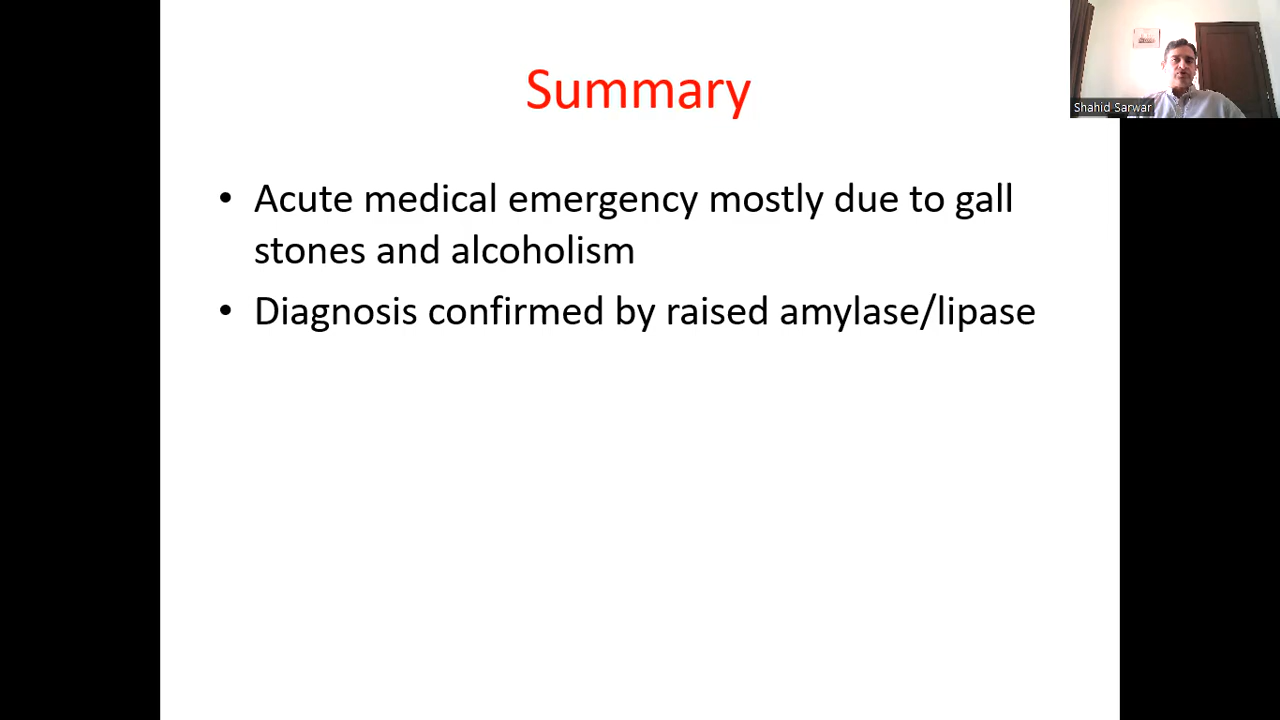 Summary
Shahid Sarwar
• Acute medical emergency mostly due to gall
stones and alcoholism
• Diagnosis confirmed by raised amylase/lipase